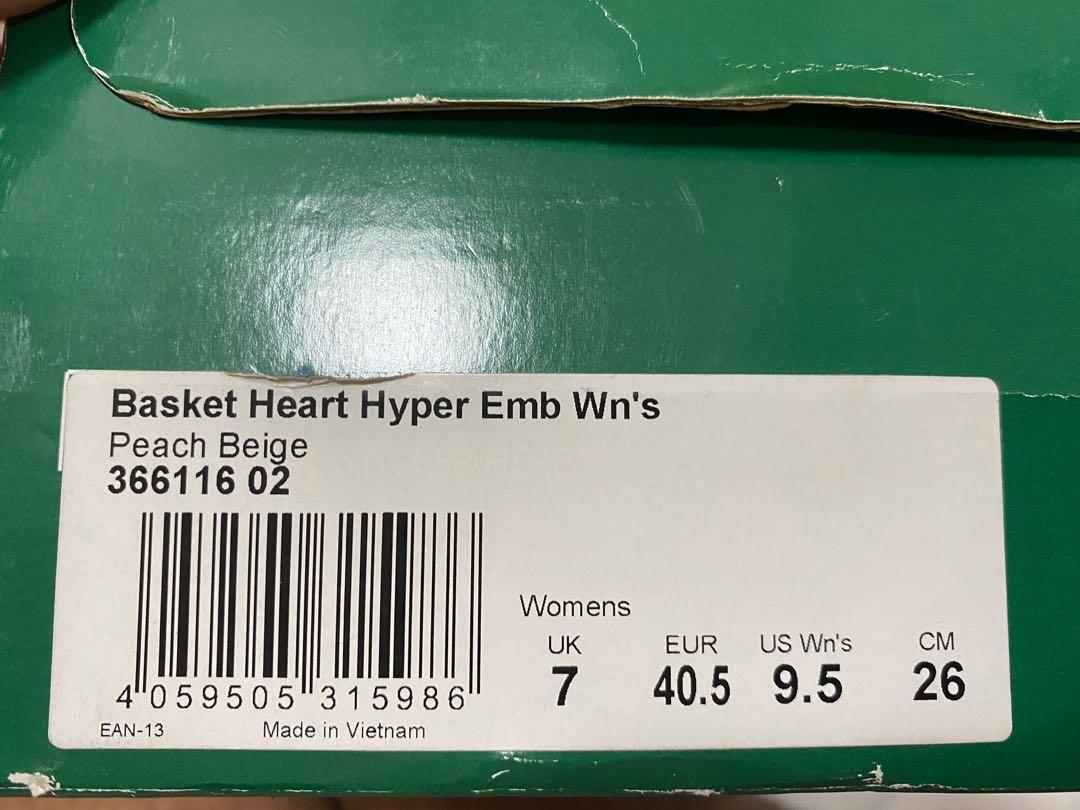 Basket Heart Hyper Emb Wn's
Peach Beige
366116 02
4 059505 315986
EAN-13 Made in Vietnam
Womens
UK EUR US Wn's CM
7 40.5 9.5 26